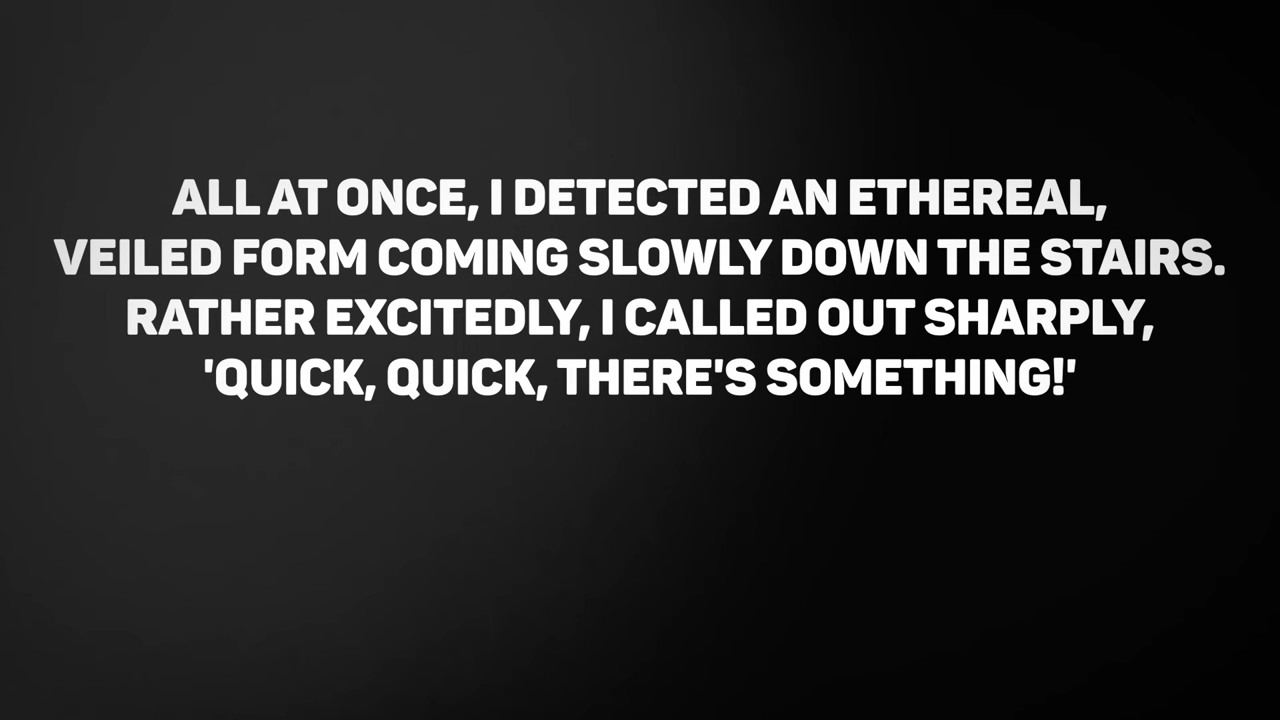 ALL AT ONCE, I DETECTED AN ETHEREAL,
VEILED FORM COMING SLOWLY DOWN THE STAIRS.
RATHER EXCITEDLY, I CALLED OUT SHARPLY,
'QUICK, QUICK, THERE'S SOMETHING!'